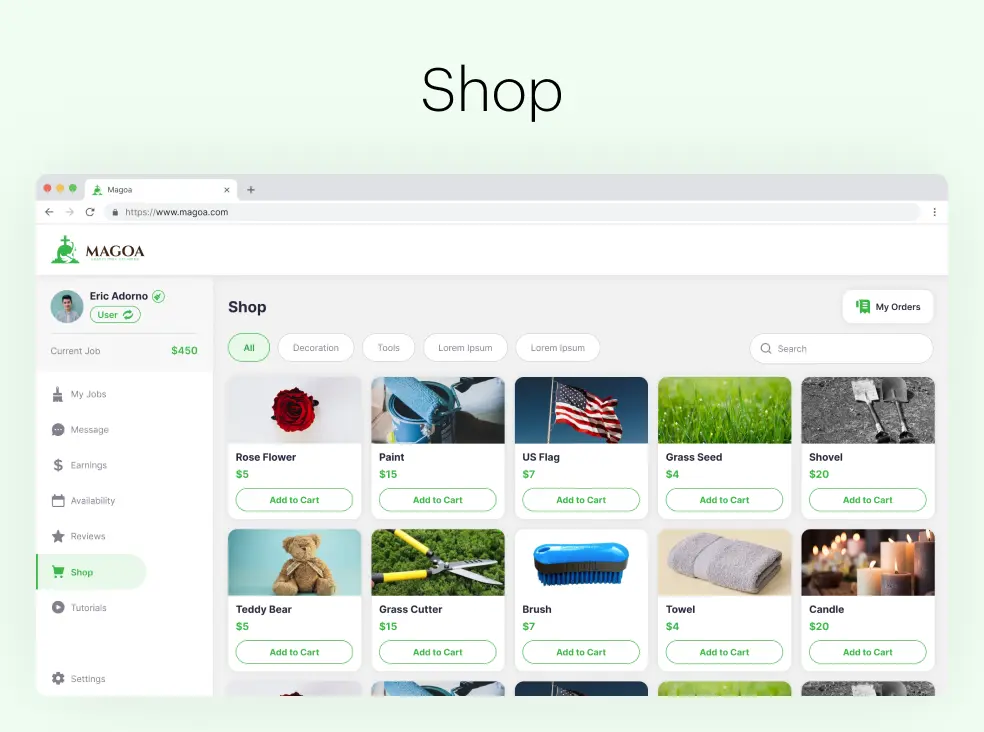 Shop
Magoa
https://www.magoa.com
MAGOA
Eric Adorno
User
Current Job $450
My Jobs
Message
Earnings
Availability
Reviews
Shop
Tutorials
Settings
Shop
My Orders
All Decoration Tools Lorem Ipsum Lorem Ipsum Search
Rose Flower Paint US Flag Grass Seed Shovel
$5 $15 $7 $4 $20
Add to Cart Add to Cart Add to Cart Add to Cart Add to Cart
Teddy Bear Grass Cutter Brush Towel Candle
$5 $15 $7 $4 $20
Add to Cart Add to Cart Add to Cart Add to Cart Add to Cart